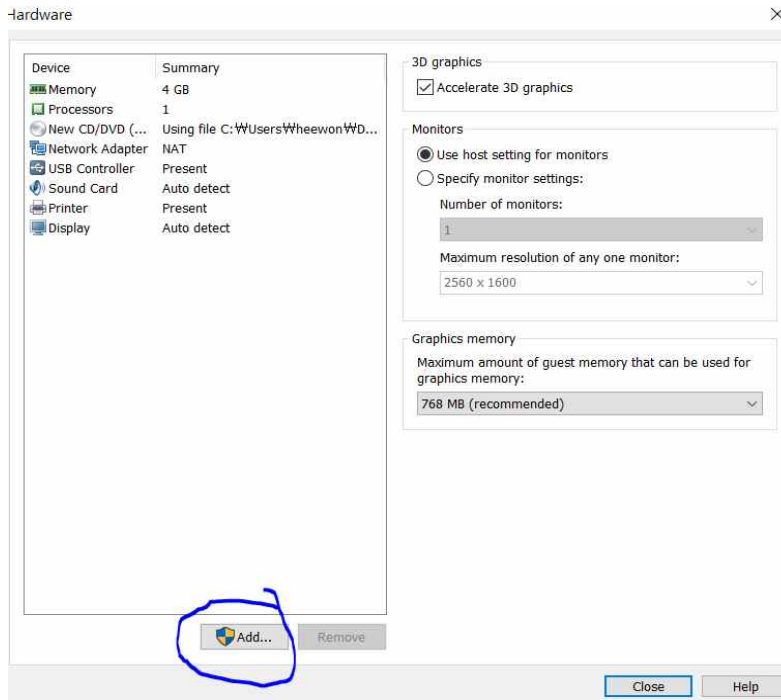 Hardware
Device Summary
Memory 4 GB
Processors 1
New CD/DVD (... Using file C:₩Users₩heewon₩D...
Network Adapter NAT
USB Controller Present
Sound Card Auto detect
Printer Present
Display Auto detect
Add...
Remove
3D graphics
Accelerate 3D graphics
Monitors
Use host setting for monitors
Specify monitor settings:
Number of monitors:
1
Maximum resolution of any one monitor:
2560 x 1600
Graphics memory
Maximum amount of guest memory that can be used for
graphics memory:
768 MB (recommended)
Close
Help